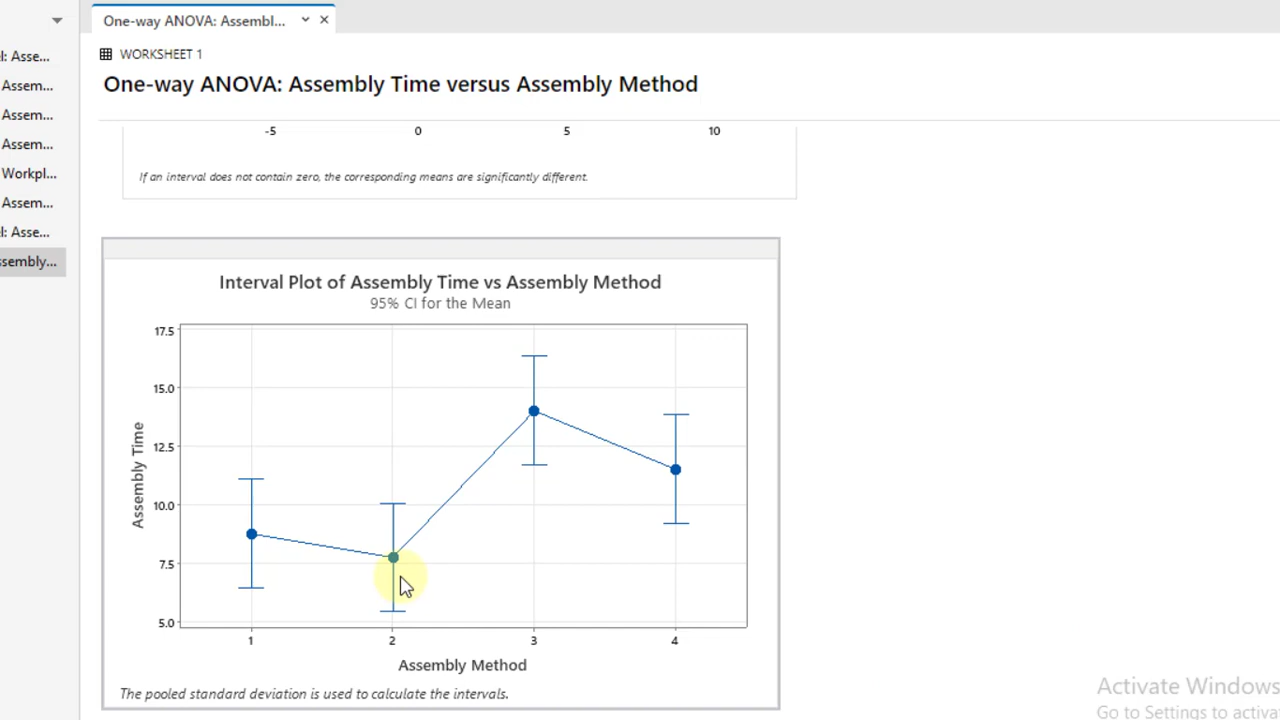 One-way ANOVA: Assembl...
l: Asse...
Assem...
Assem...
Assem...
Workpl...
Assem...
l: Asse...
ssembly...
WORKSHEET 1
One-way ANOVA: Assembly Time versus Assembly Method
-5 0 5 10
If an interval does not contain zero, the corresponding means are significantly different.
Interval Plot of Assembly Time vs Assembly Method
95% CI for the Mean
17.5
15.0
12.5
10.0
7.5
5.0
Assembly Time
1 2 3 4
Assembly Method
The pooled standard deviation is used to calculate the intervals.
Activate Windows
Go to Settings to activa